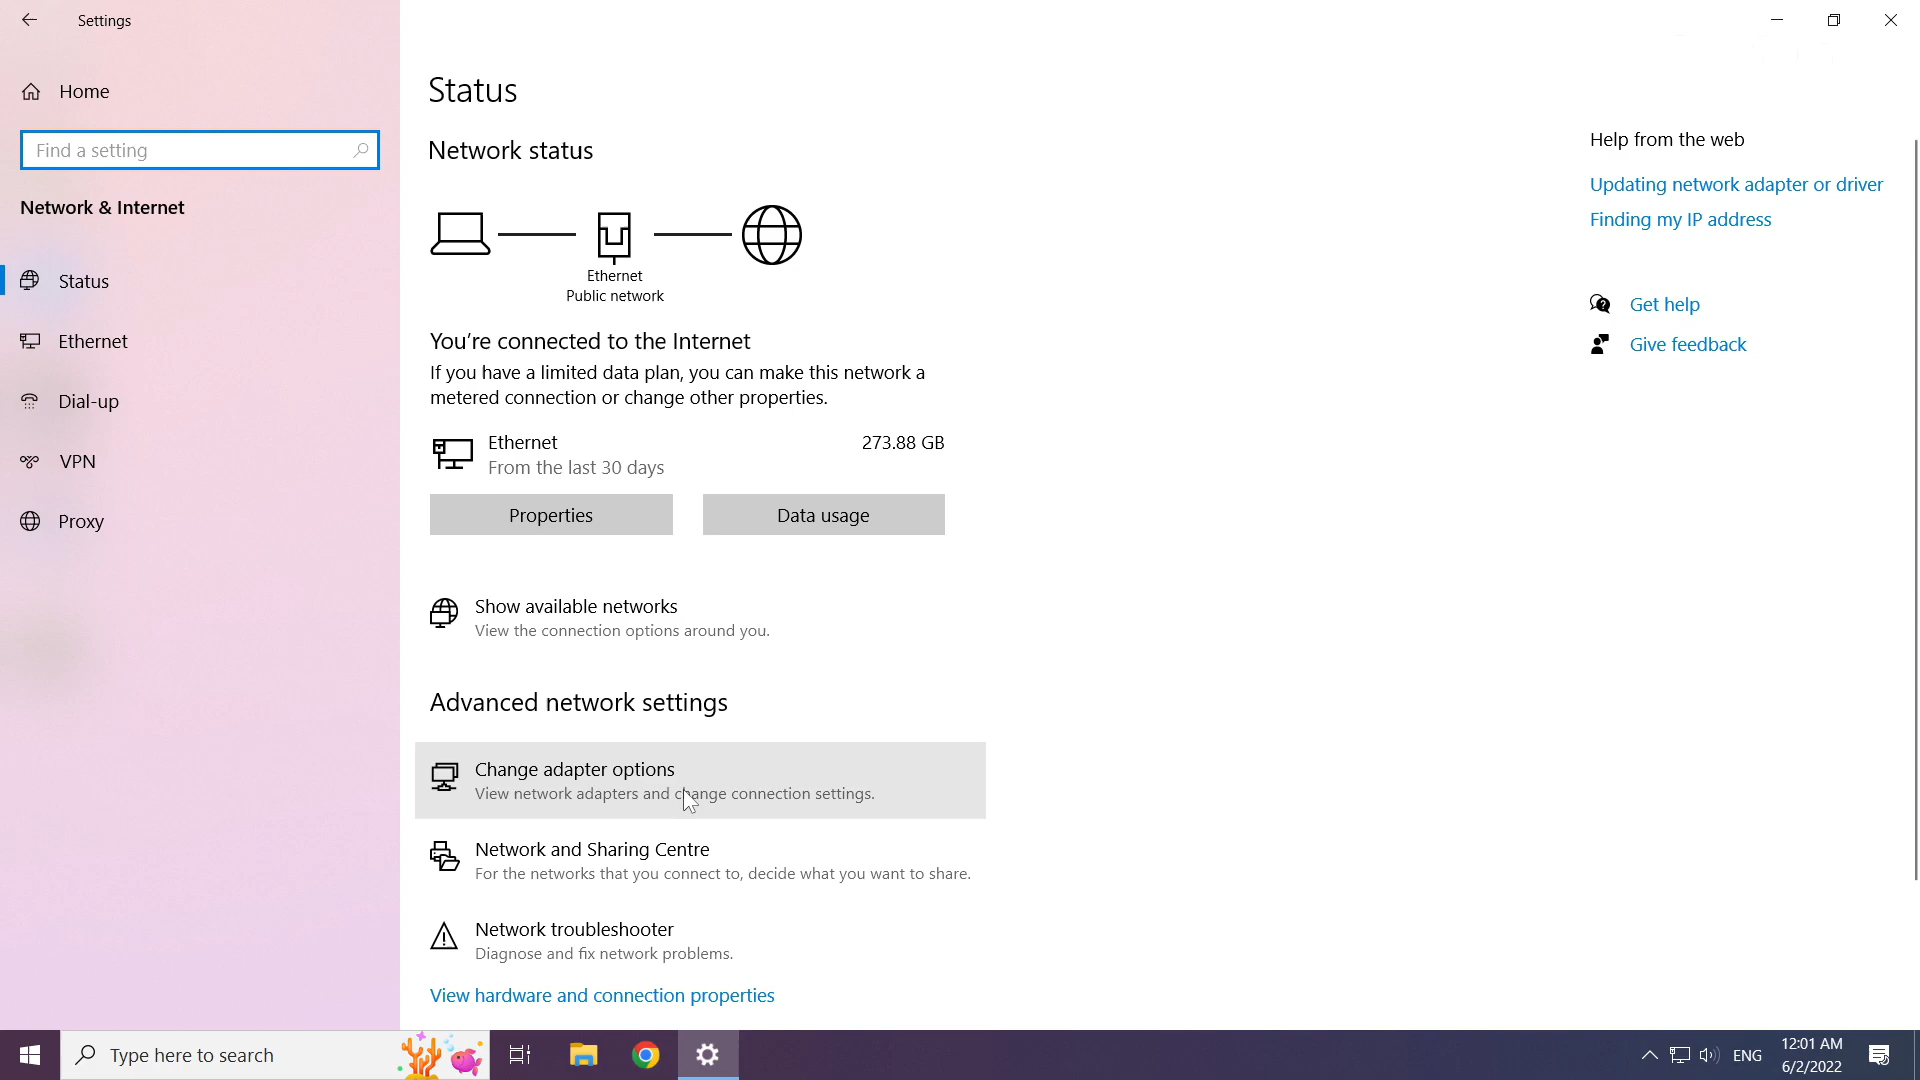 Settings
Home
Find a setting
Network & Internet
Status
Ethernet
Dial-up
VPN
Proxy
Status
Network status
Ethernet
Public network
You're connected to the Internet
If you have a limited data plan, you can make this network a
metered connection or change other properties.
Ethernet 273.88 GB
From the last 30 days
Properties Data usage
Show available networks
View the connection options around you.
Advanced network settings
Change adapter options
View network adapters and change connection settings.
Network and Sharing Centre
For the networks that you connect to, decide what you want to share.
Network troubleshooter
Diagnose and fix network problems.
View hardware and connection properties
Help from the web
Updating network adapter or driver
Finding my IP address
Get help
Give feedback
Type here to search
ENG
12:01 AM
6/2/2022